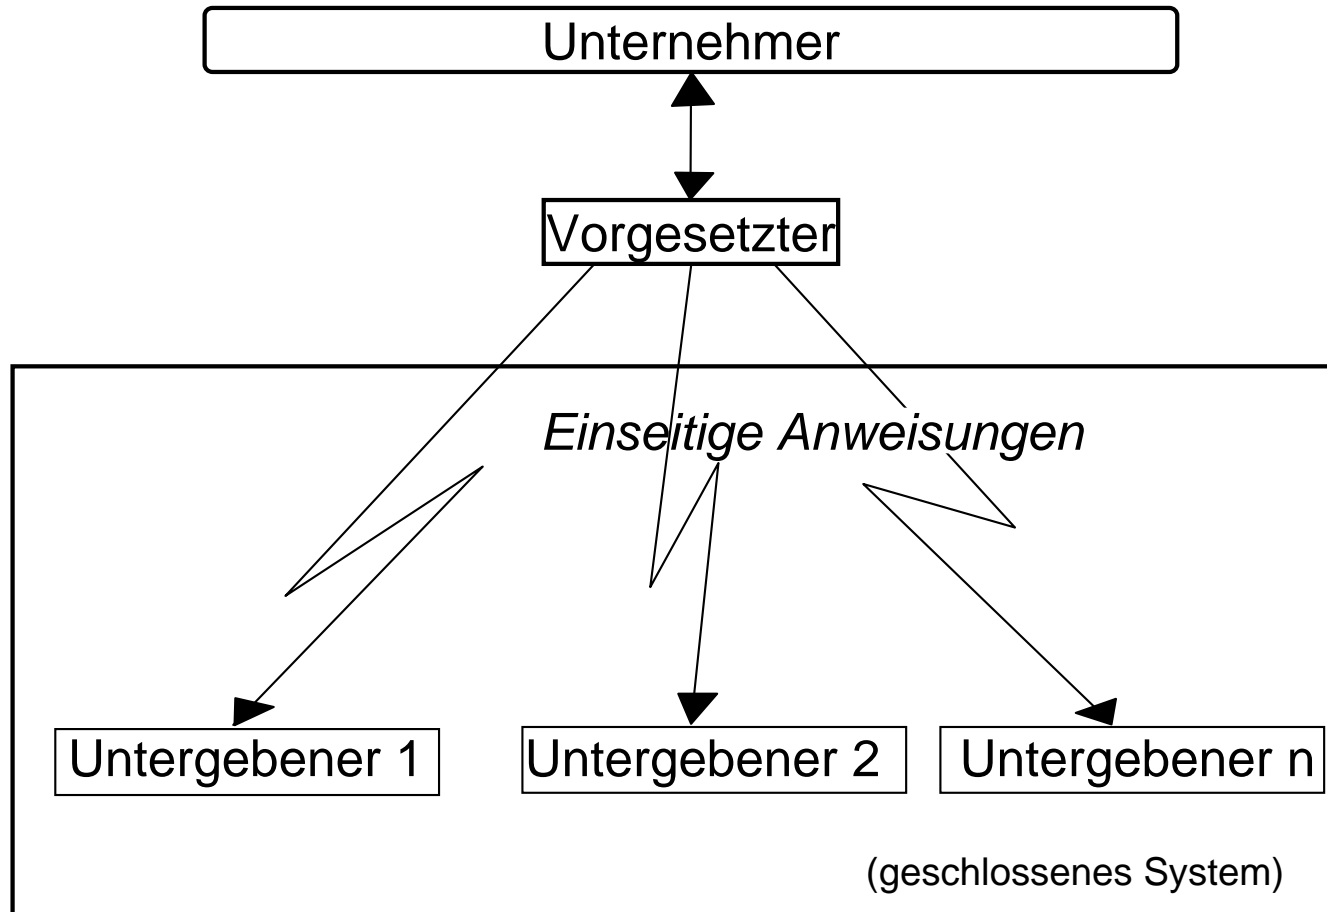 Unternehmer
Vorgesetzter
Einseitige Anweisungen
Untergebener 1
Untergebener 2
Untergebener n
(geschlossenes System)